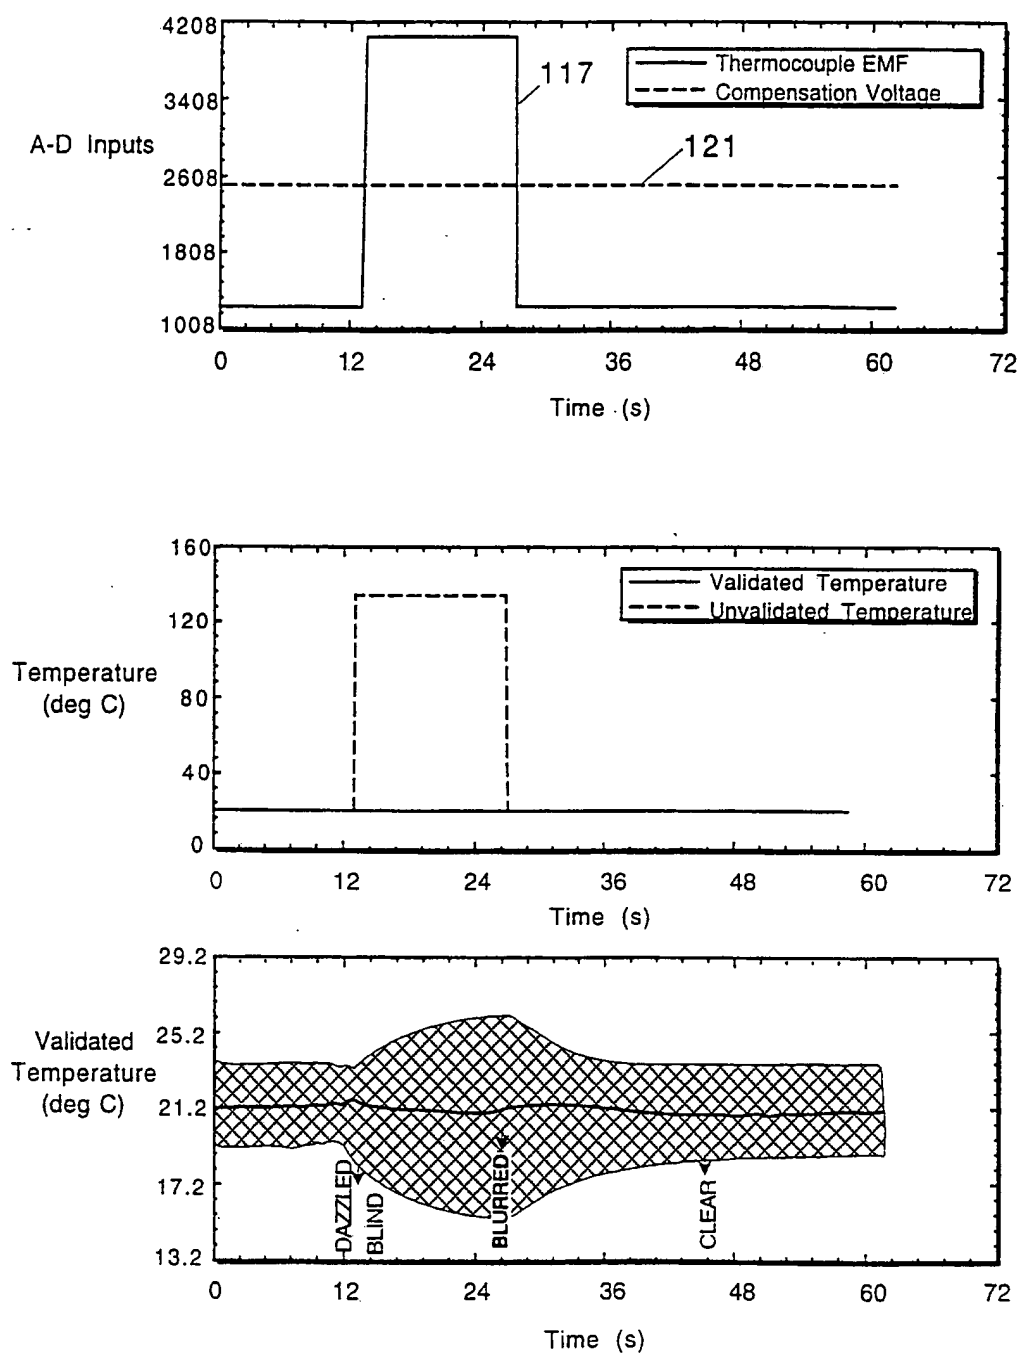 4208
3408
2608
1808
1008
A-D Inputs
Thermocouple EMF
Compensation Voltage
117
121
0 12 24 36 48 60 72
Time (s)
160
120
80
40
0
Temperature
(deg C)
Validated Temperature
Unvalidated Temperature
0 12 24 36 48 60 72
Time (s)
29.2
25.2
21.2
17.2
13.2
Validated
Temperature
(deg C)
DAZZLED
BLIND
BLURRED
CLEAR
0 12 24 36 48 60 72
Time (s)